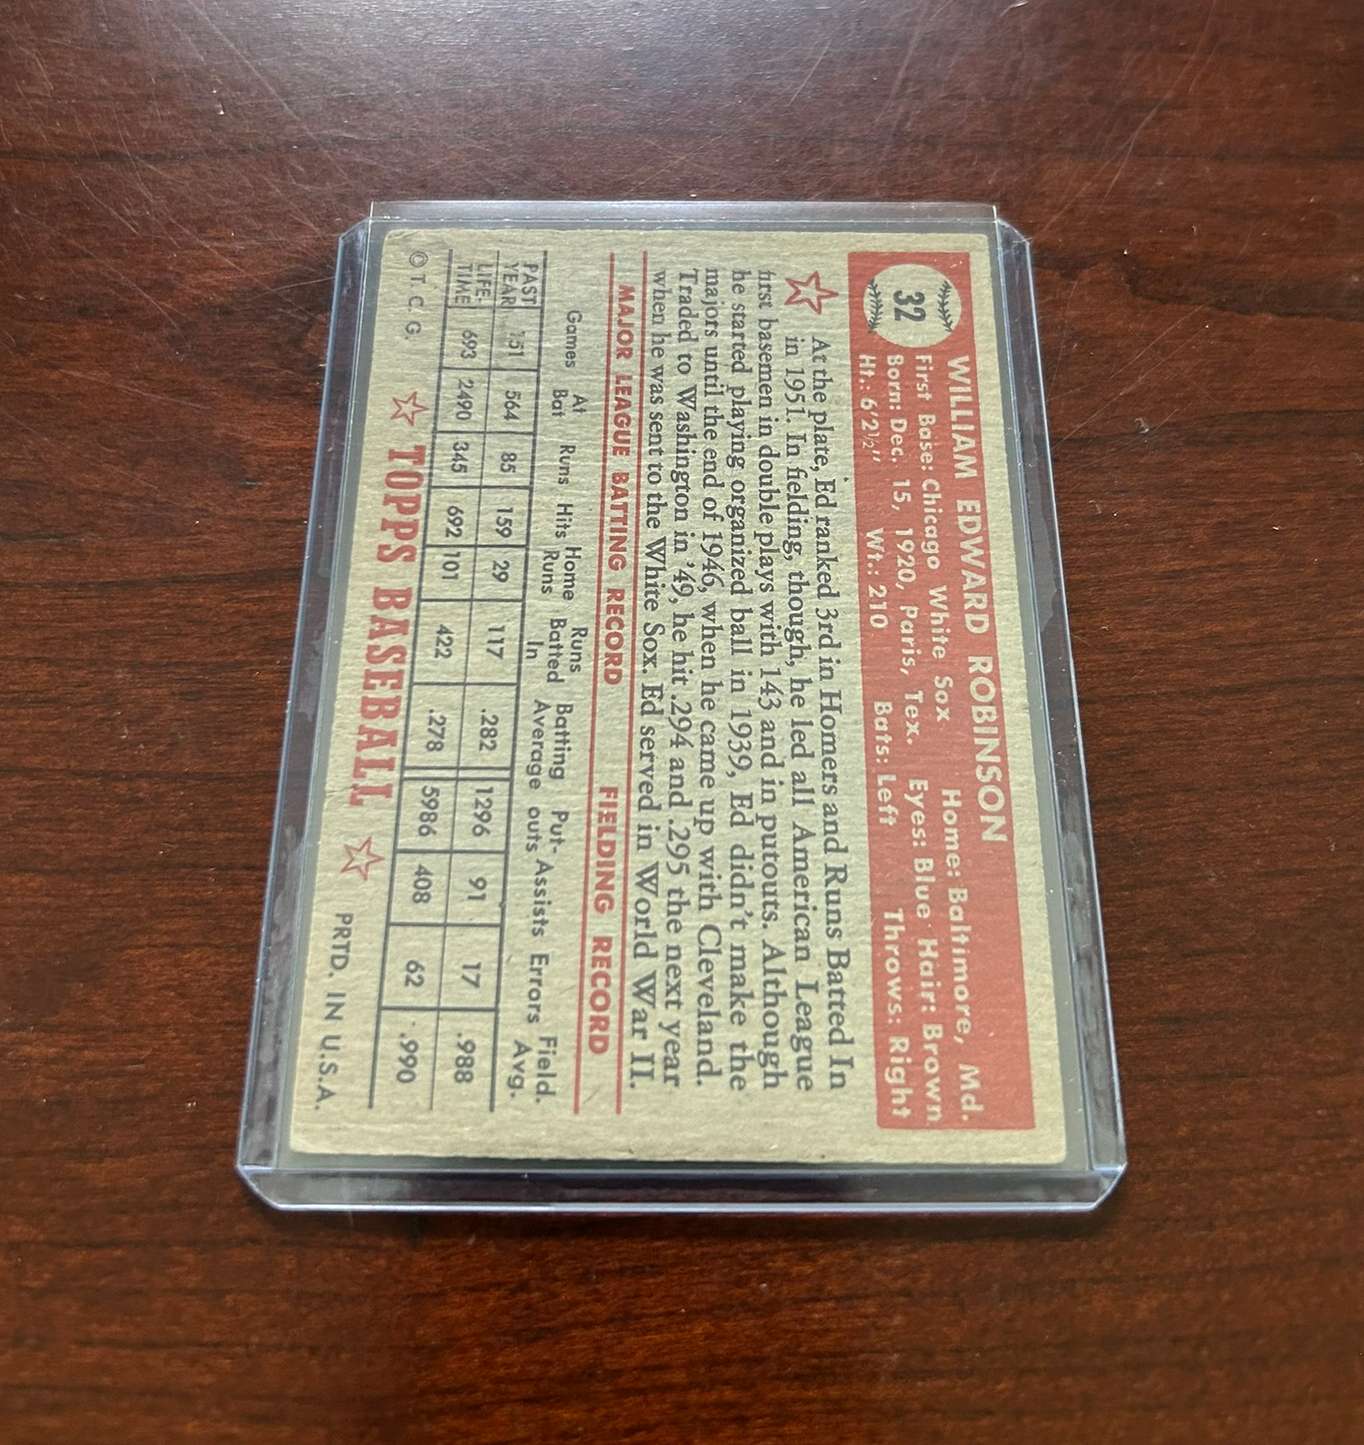 32
WILLIAM EDWARD ROBINSON
First Base: Chicago White Sox Home: Baltimore, Md.
Born: Dec. 15, 1920, Paris, Tex. Eyes: Blue Hair: Brown
Ht.: 6'2½" Wt.: 210 Bats: Left Throws: Right
At the plate, Ed ranked 3rd in Homers and Runs Batted In
in 1951. In fielding, though, he led all American League
first basemen in double plays with 143 and in putouts. Although
he started playing organized ball in 1939, Ed didn't make the
majors until the end of 1946, when he came up with Cleveland.
Traded to Washington in '49, he hit .294 and .295 the next year
when he was sent to the White Sox. Ed served in World War II.
MAJOR LEAGUE BATTING RECORD FIELDING RECORD
Games At Bat Runs Hits Home Runs Runs Batted In Batting Average Put-outs Assists Errors Field. Avg.
PAST YEAR 151 564 85 159 29 117 .282 1296 91 17 .988
LIFE TIME 693 2490 345 692 101 422 .278 5986 408 62 .990
© T. C. G. ☆ TOPPS BASEBALL ☆ PRTD. IN U.S.A.